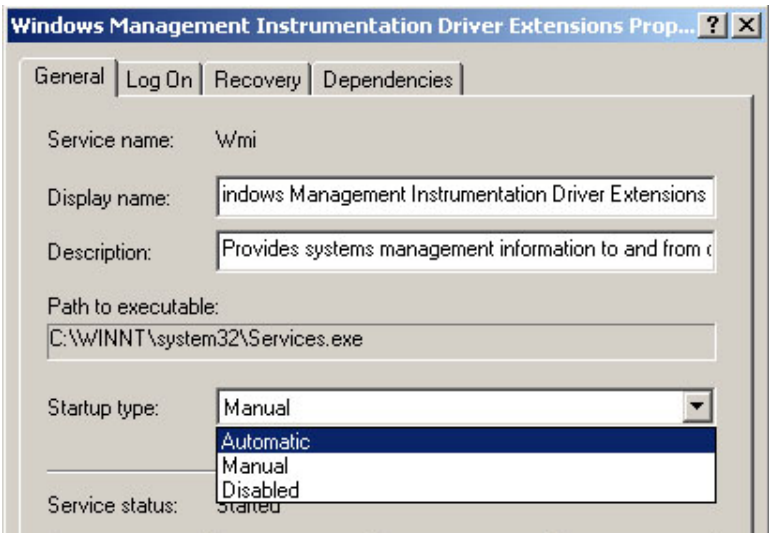 Windows Management Instrumentation Driver Extensions Prop... ? X
General Log On Recovery Dependencies
Service name: Wmi
Display name: indows Management Instrumentation Driver Extensions
Description: Provides systems management information to and from
Path to executable:
C:\WINNT\system32\Services.exe
Startup type: Manual
Automatic
Manual
Disabled
Service status: Started